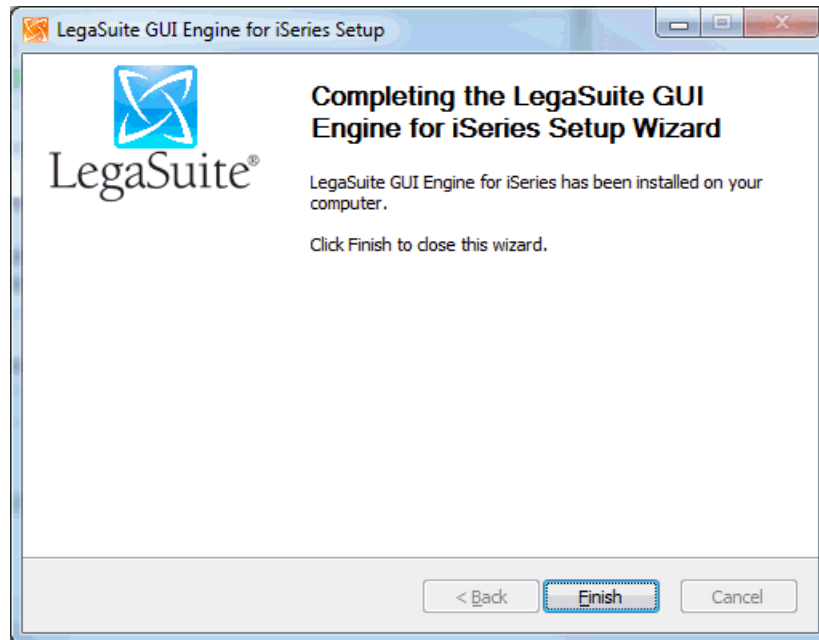 LegaSuite GUI Engine for iSeries Setup
LegaSuite®
Completing the LegaSuite GUI
Engine for iSeries Setup Wizard
LegaSuite GUI Engine for iSeries has been installed on your
computer.
Click Finish to close this wizard.
< Back
Finish
Cancel